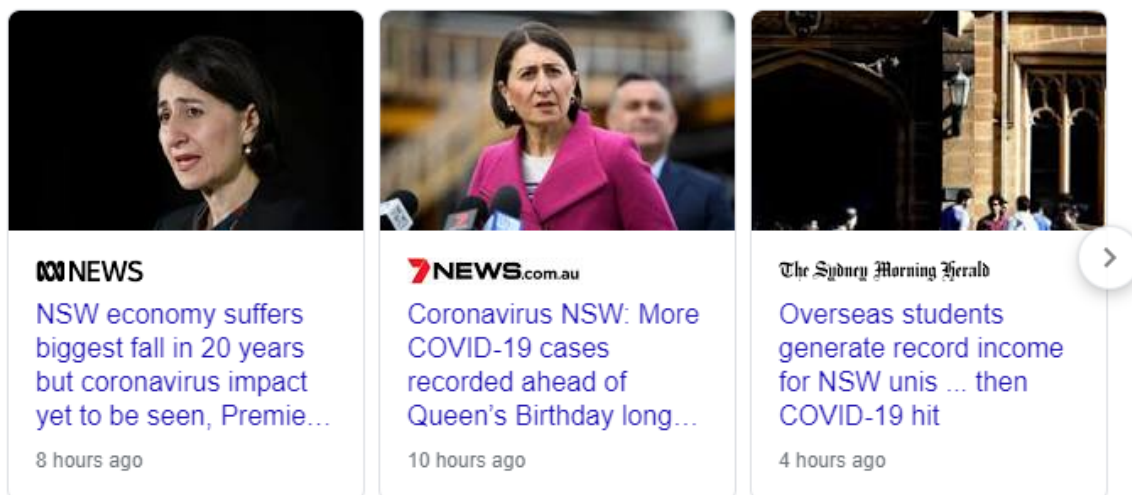 NEWS
NSW economy suffers
biggest fall in 20 years
but coronavirus impact
yet to be seen, Premie...
8 hours ago
7NEWS.com.au
Coronavirus NSW: More
COVID-19 cases
recorded ahead of
Queen's Birthday long...
10 hours ago
The Sydney Morning Herald
Overseas students
generate record income
for NSW unis ... then
COVID-19 hit
4 hours ago